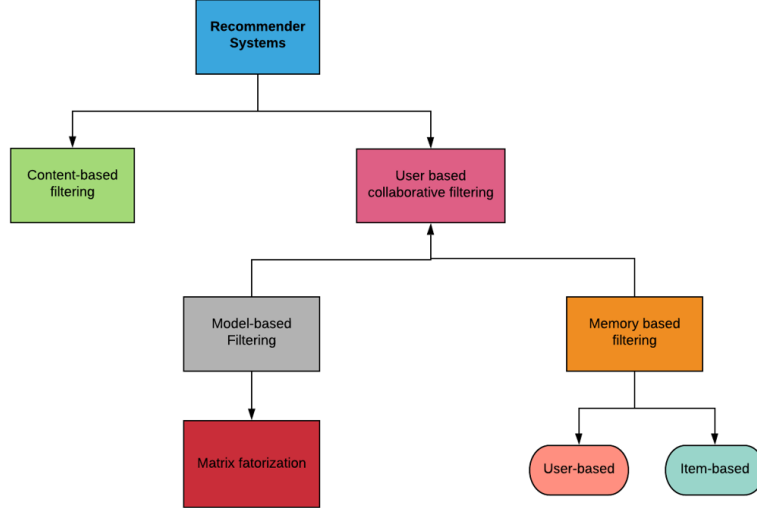 Recommender
Systems
Content-based
filtering
User based
collaborative filtering
Model-based
Filtering
Memory based
filtering
Matrix fatorization
User-based
Item-based